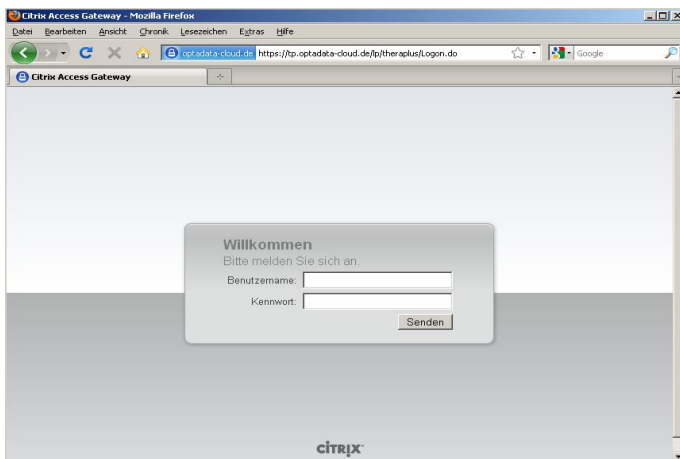 Citrix Access Gateway - Mozilla Firefox
Datei Bearbeiten Ansicht Chronik Lesezeichen Extras Hilfe
optadata-cloud.de https://tp.optadata-cloud.de/lp/theraplus/Logon.do Google
Citrix Access Gateway
Willkommen
Bitte melden Sie sich an.
Benutzername:
Kennwort:
Senden
CITRIX